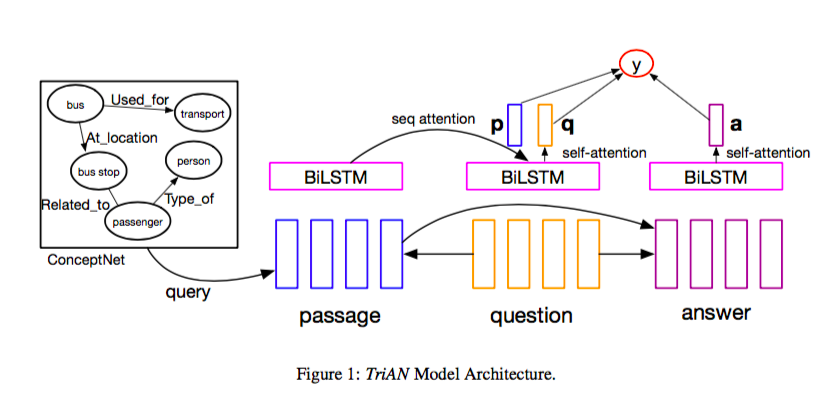 bus
Used_for
transport
At_location
bus stop
person
Related_to
Type_of
passenger
ConceptNet
query
y
seq attention
p
q
a
self-attention
self-attention
BiLSTM
BiLSTM
BiLSTM
passage
question
answer
Figure 1: TriAN Model Architecture.